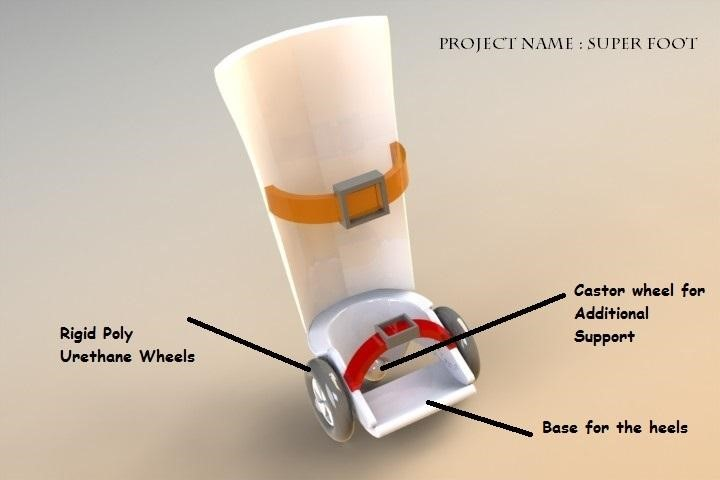 PROJECT NAME : SUPER FOOT
Castor wheel for
Additional
Support
Rigid Poly
Urethane Wheels
Base for the heels